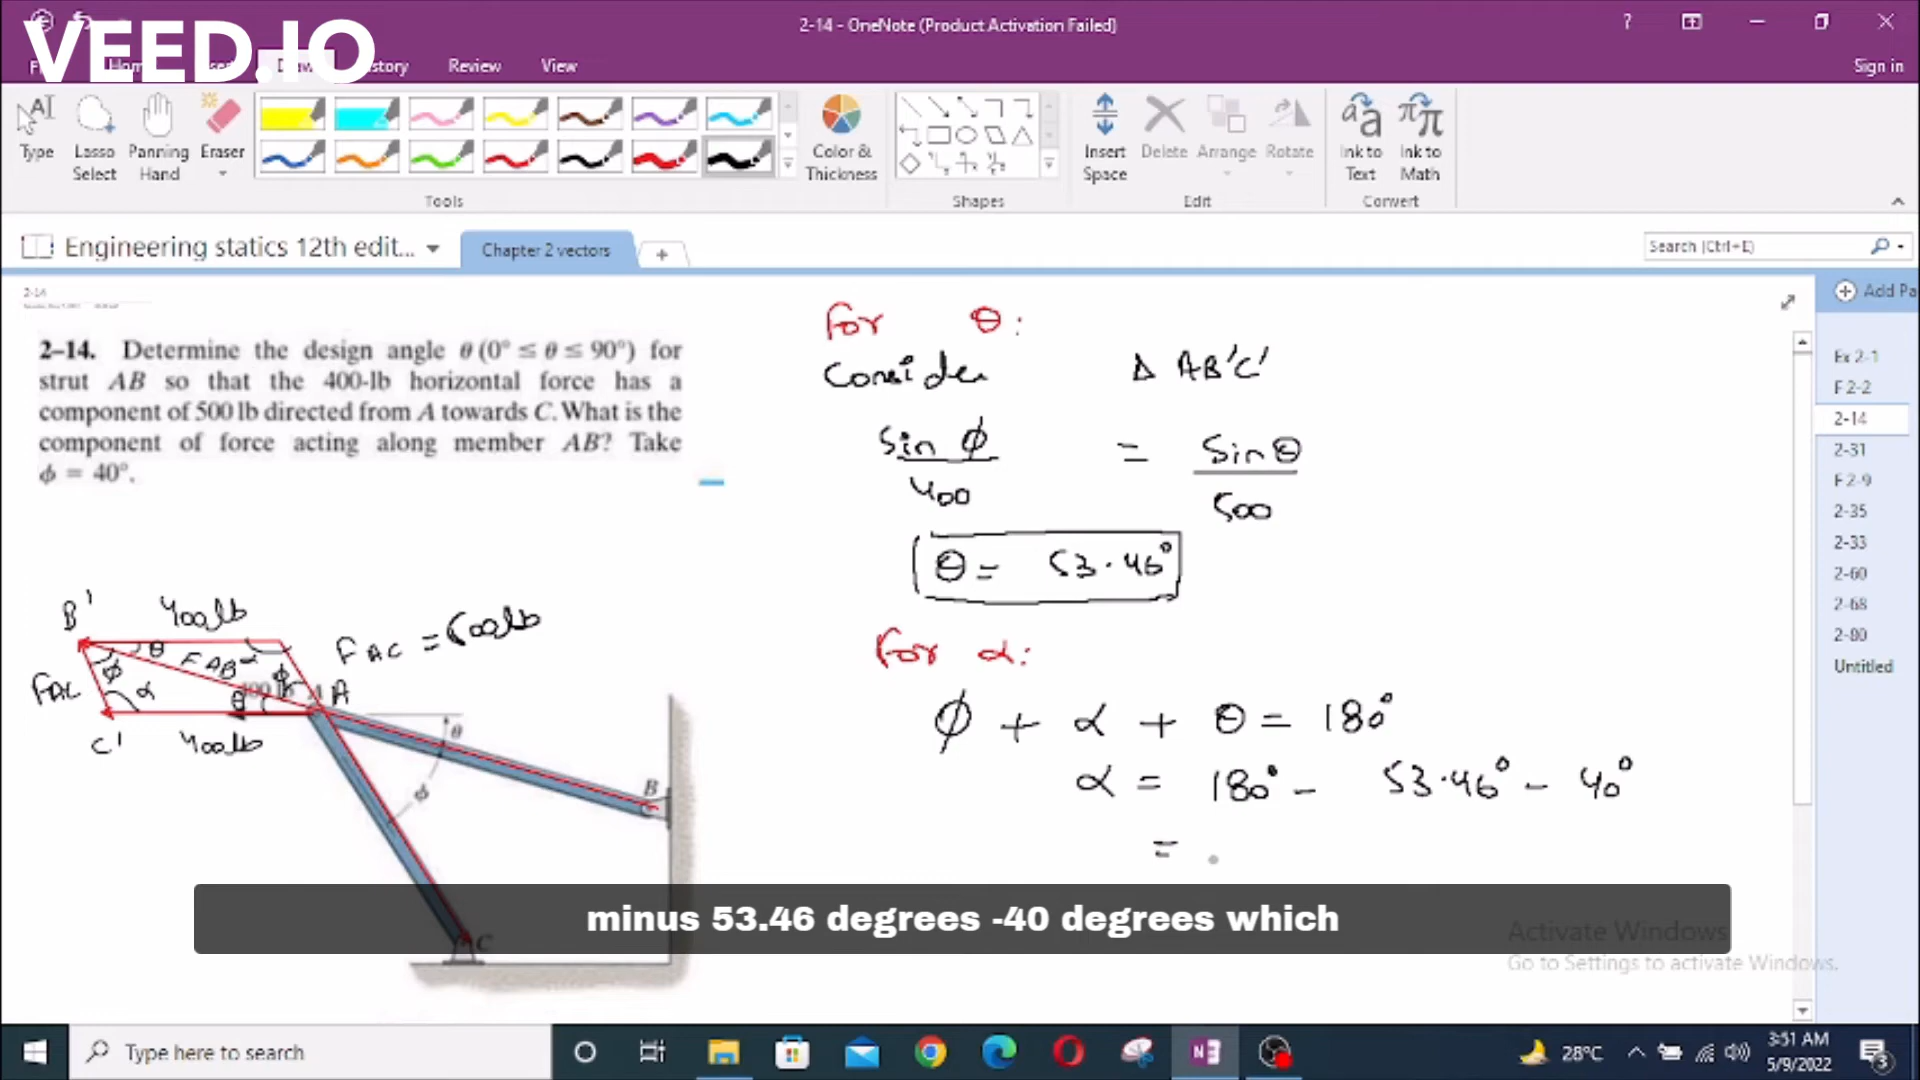 VEED.IO
2-14 - OneNote (Product Activation Failed)
Review View
Sign in
Type
Lasso Select
Panning Hand
Eraser
Color & Thickness
Insert Space
Delete
Arrange
Rotate
Ink to Text
Ink to Math
Tools
Shapes
Edit
Convert
Engineering statics 12th edit...
Chapter 2 vectors
Search (Ctrl+E)
Add Pa
Ex 2-1
F 2-2
2-14
2-31
F 2-9
2-35
2-33
2-60
2-68
2-80
Untitled
2-14
2–14. Determine the design angle θ (0° ≤ θ ≤ 90°) for
strut AB so that the 400-lb horizontal force has a
component of 500 lb directed from A towards C. What is the
component of force acting along member AB? Take
ϕ = 40°.
B' 400lb
FAC = 500lb
θ FAB α
ϕ ϕ
FAC α θ A
C' 400lb
θ
ϕ
B
C
For θ:
Consider Δ AB'C'
Sin ϕ = Sin θ
400 500
θ = 53.46°
For α:
ϕ + α + θ = 180°
α = 180° - 53.46° - 40°
=
minus 53.46 degrees -40 degrees which
Activate Windows
Go to Settings to activate Windows.
Type here to search
28°C
3:51 AM
5/9/2022
3